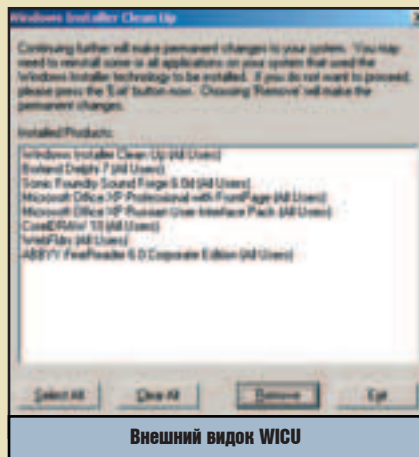 Windows Installer Clean Up
Continuing further will make permanent changes to your system. You may
need to reinstall some or all applications on your system that used the
Windows Installer technology to be installed. If you do not want to proceed,
please press the 'Exit' button now. Choosing 'Remove' will make the
permanent changes.
Installed Products:
Windows Installer Clean Up (All Users)
Borland Delphi 7 (All Users)
Sonic Foundry Sound Forge 6.0d (All Users)
Microsoft Office XP Professional with FrontPage (All Users)
Microsoft Office XP Russian User Interface Pack (All Users)
CorelDRAW (All Users)
WebFldrs (All Users)
ABBYY FineReader 6.0 Corporate Edition (All Users)
Select All Clear All Remove Exit
Внешний видок WICU